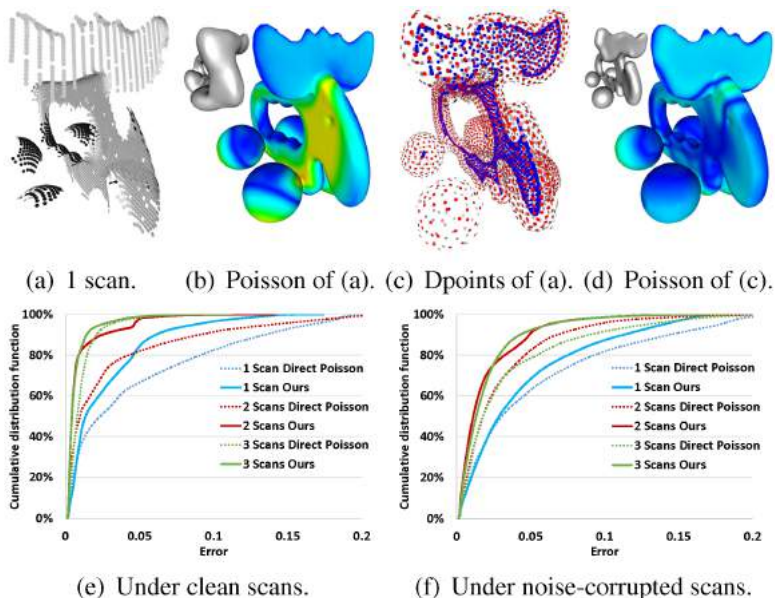 (a) 1 scan. (b) Poisson of (a). (c) Dpoints of (a). (d) Poisson of (c).
Cumulative distribution function
100%
80%
60%
40%
20%
0%
0 0.05 0.1 0.15 0.2
Error
1 Scan Direct Poisson
1 Scan Ours
2 Scans Direct Poisson
2 Scans Ours
3 Scans Direct Poisson
3 Scans Ours
(e) Under clean scans.
Cumulative distribution function
100%
80%
60%
40%
20%
0%
0 0.05 0.1 0.15 0.2
Error
1 Scan Direct Poisson
1 Scan Ours
2 Scans Direct Poisson
2 Scans Ours
3 Scans Direct Poisson
3 Scans Ours
(f) Under noise-corrupted scans.